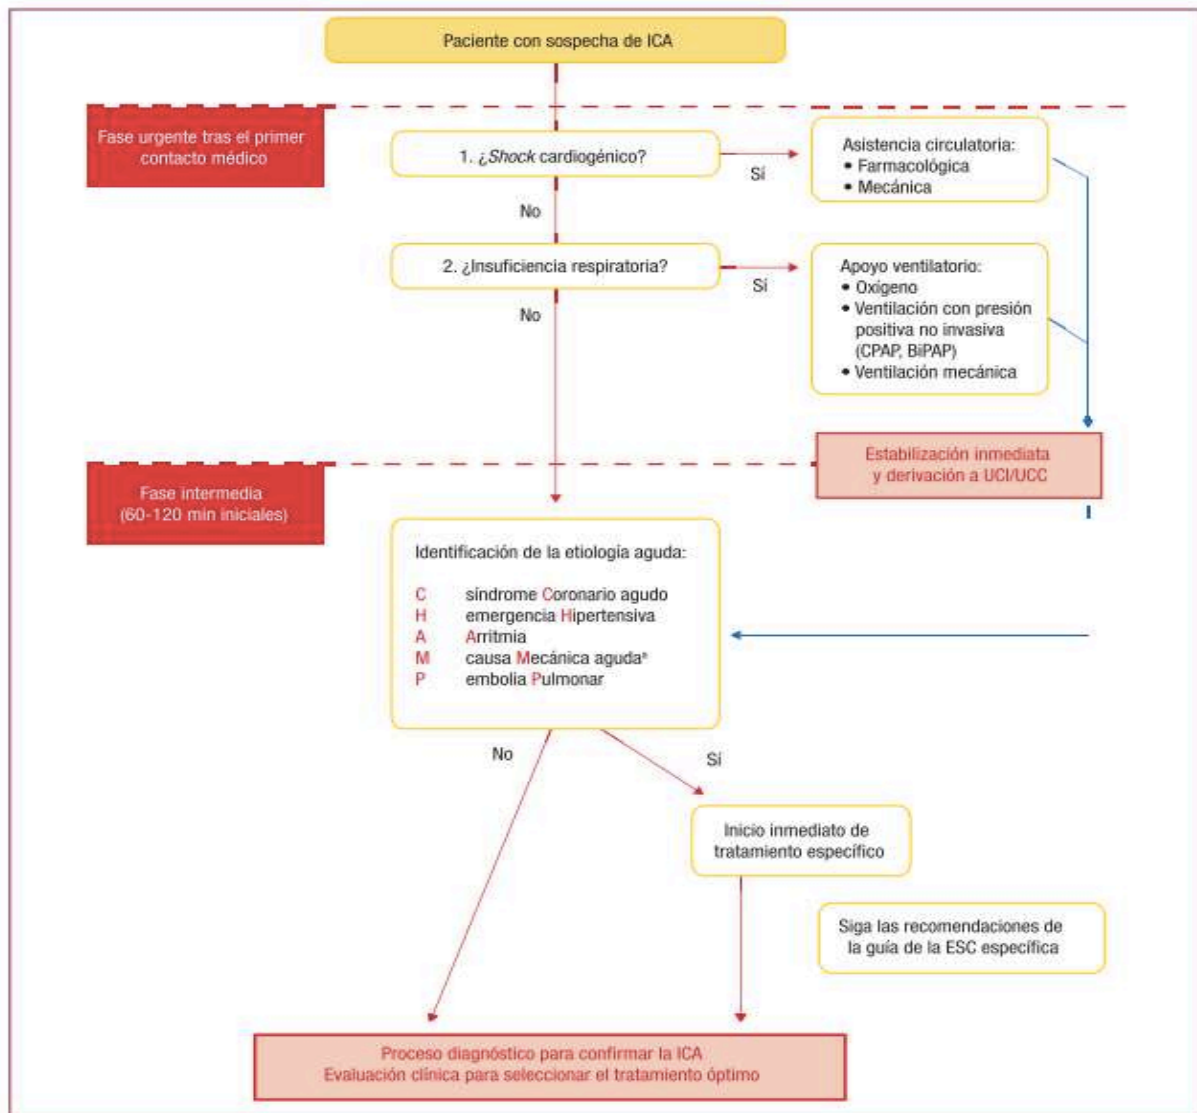 Paciente con sospecha de ICA
Fase urgente tras el primer
contacto médico
1. ¿Shock cardiogénico?
Sí
Asistencia circulatoria:
• Farmacológica
• Mecánica
No
2. ¿Insuficiencia respiratoria?
Sí
Apoyo ventilatorio:
• Oxígeno
• Ventilación con presión
positiva no invasiva
(CPAP, BiPAP)
• Ventilación mecánica
No
Estabilización inmediata
y derivación a UCI/UCC
Fase intermedia
(60-120 min iniciales)
Identificación de la etiología aguda:
C síndrome Coronario agudo
H emergencia Hipertensiva
A Arritmia
M causa Mecánica agudaª
P embolia Pulmonar
No
Sí
Inicio inmediato de
tratamiento específico
Siga las recomendaciones de
la guía de la ESC específica
Proceso diagnóstico para confirmar la ICA
Evaluación clínica para seleccionar el tratamiento óptimo